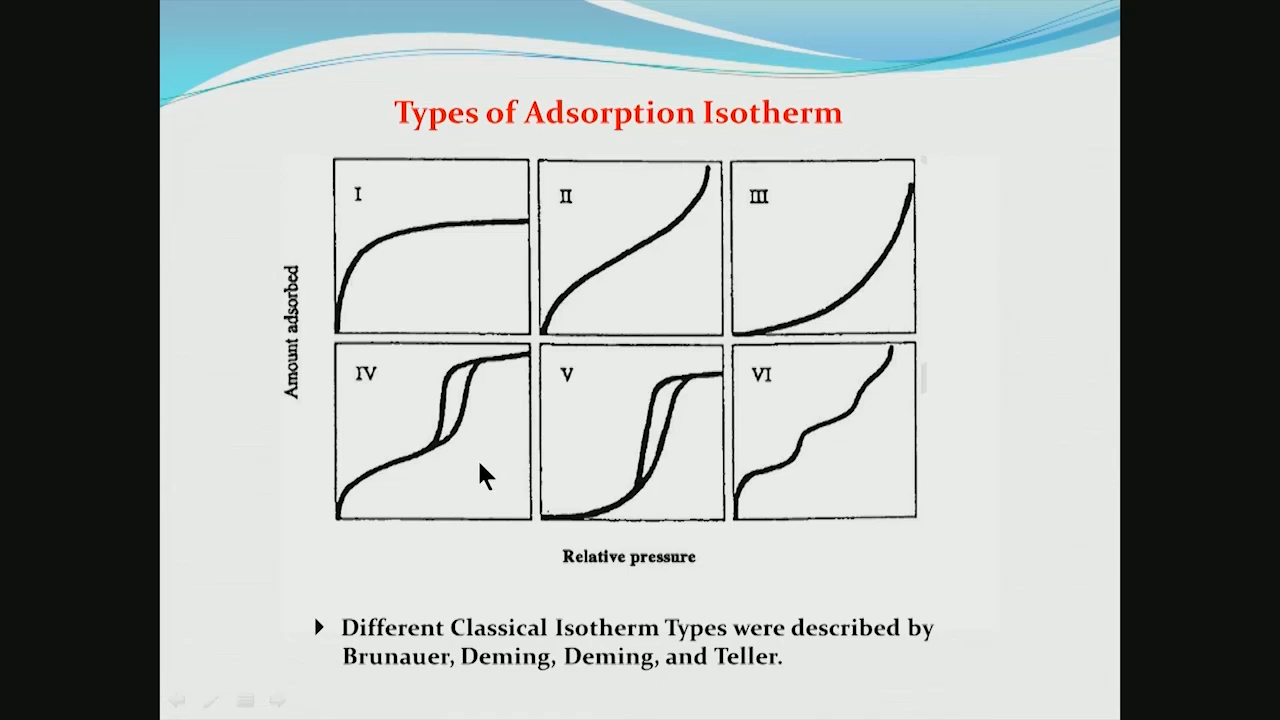 Types of Adsorption Isotherm
I
II
III
Amount adsorbed
IV
V
VI
Relative pressure
Different Classical Isotherm Types were described by
Brunauer, Deming, Deming, and Teller.